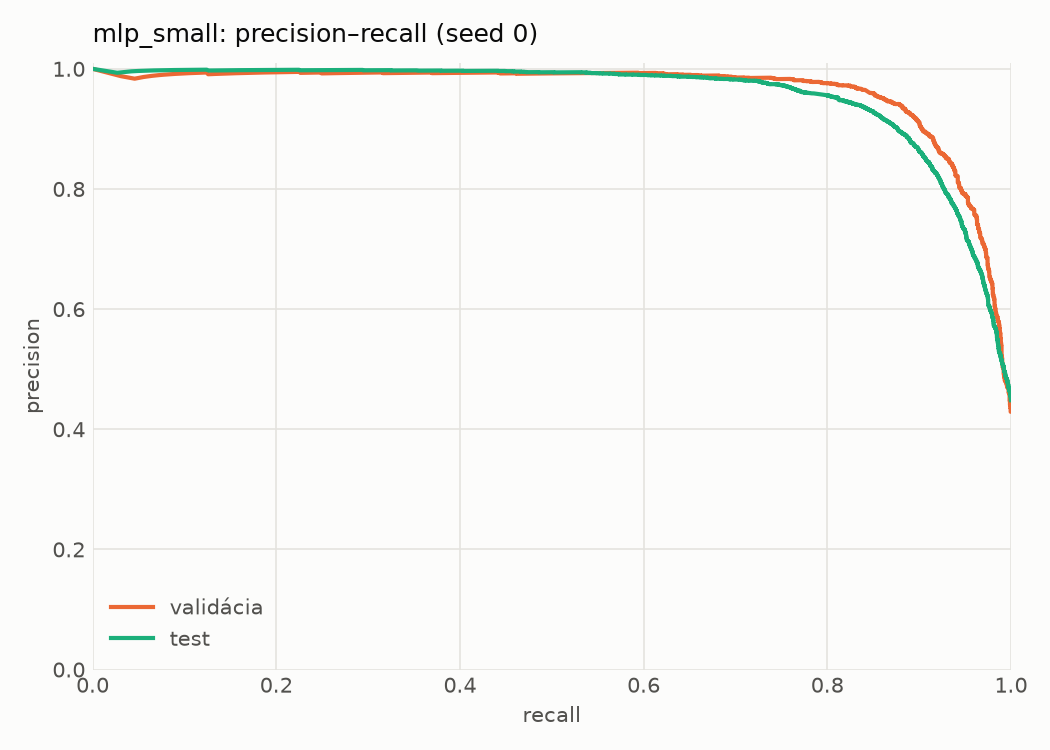 mlp_small: precision–recall (seed 0)
1.0
0.8
0.6
0.4
0.2
0.0
precision
validácia
test
0.0 0.2 0.4 0.6 0.8 1.0
recall